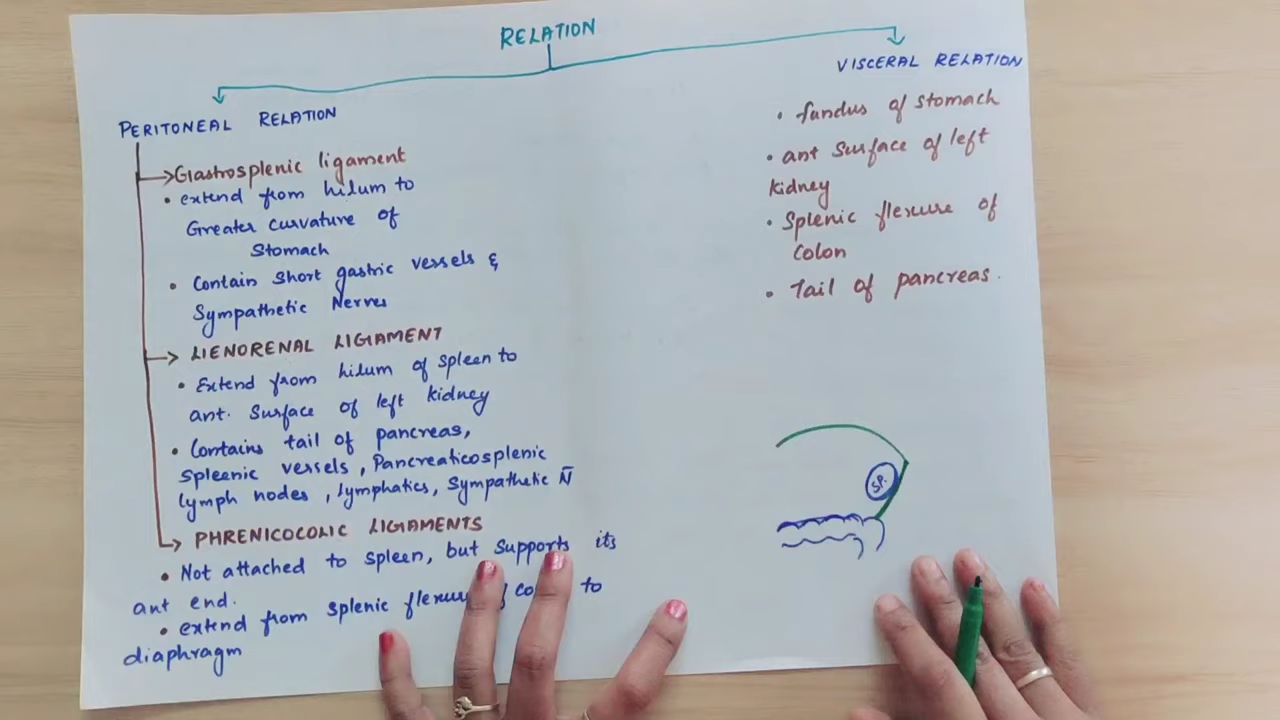 RELATION
PERITONEAL RELATION
Glastrosplenic ligament
• extend from hilum to
Greater curvature of
Stomach
• Contain Short gastric vessels &
Sympathetic Nerves
LIENORENAL LIGAMENT
• Extend from hilum of spleen to
ant. Surface of left kidney
• Contains tail of pancreas,
Spleenic vessels, Pancreaticosplenic
lymph nodes, lymphatics, Sympathetic N̄
PHRENICOCOLIC LIGAMENTS
• Not attached to spleen, but supports its
ant end.
• extend from splenic to
diaphragm
VISCERAL RELATION
• fundus of stomach
• ant surface of left
kidney
• Splenic flexure of
Colon
• Tail of pancreas.
SP.